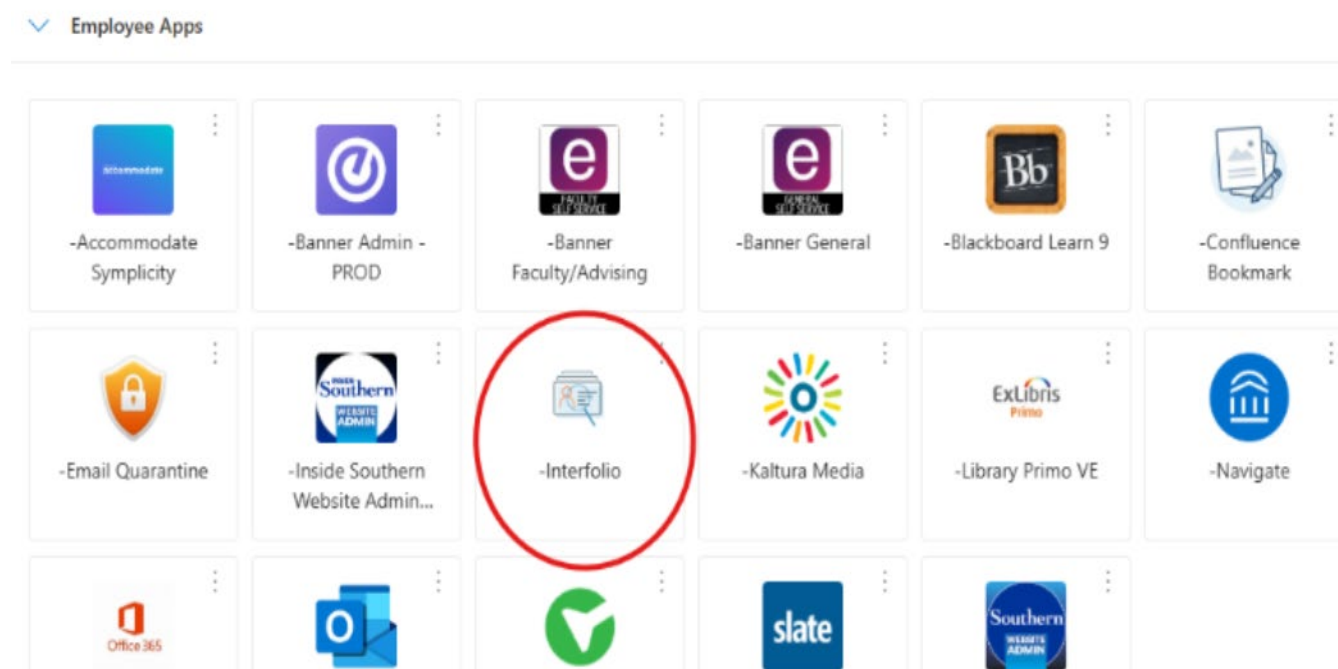 Employee Apps
accommodate
FACULTY
SELF-SERVICE
GENERAL
SELF-SERVICE
Bb
-Accommodate
Symplicity
-Banner Admin -
PROD
-Banner
Faculty/Advising
-Banner General
-Blackboard Learn 9
-Confluence
Bookmark
INSIDE
Southern
WEBSITE
ADMIN
ExLibris
Primo
-Email Quarantine
-Inside Southern
Website Admin...
-Interfolio
-Kaltura Media
-Library Primo VE
-Navigate
Office 365
O
slate
Southern
WEBSITE
ADMIN